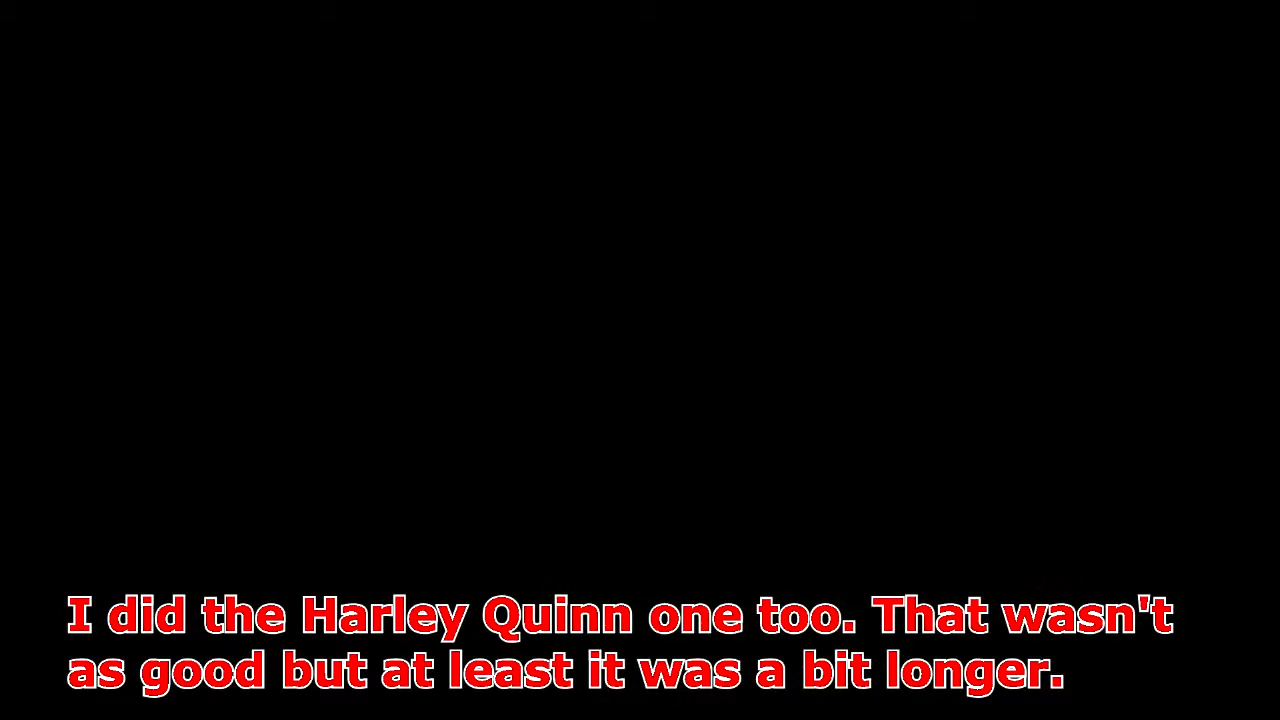 I did the Harley Quinn one too. That wasn't
as good but at least it was a bit longer.